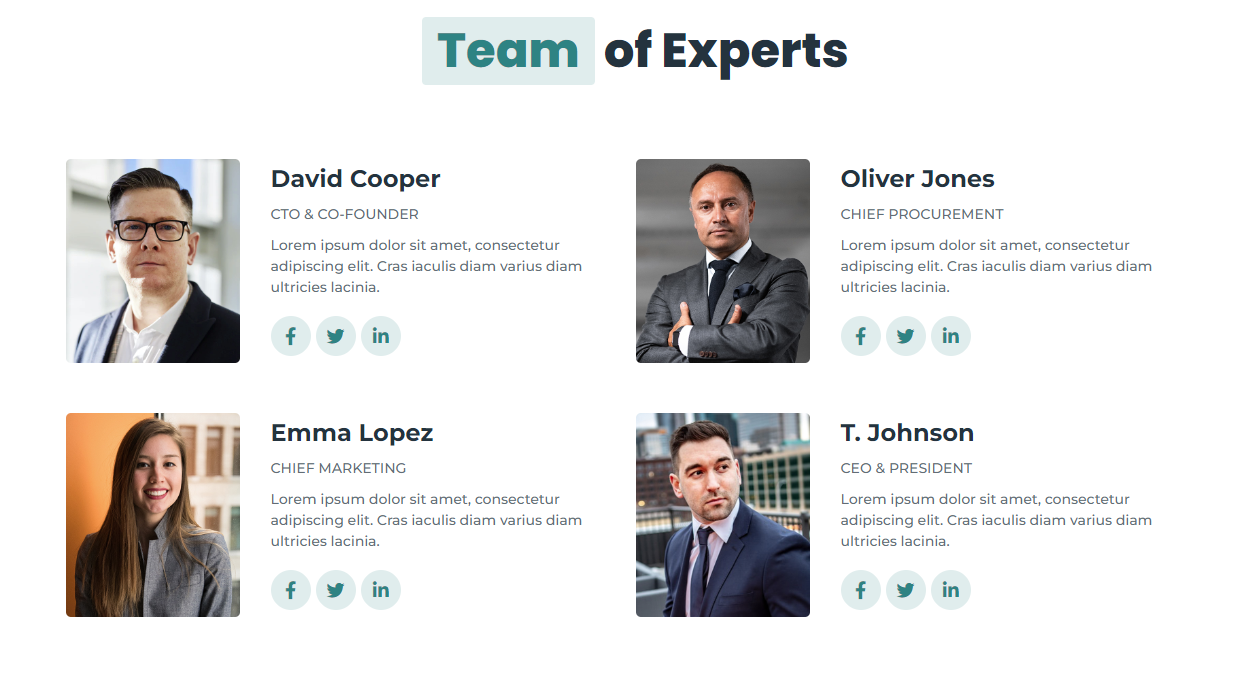 Team of Experts
David Cooper
CTO & CO-FOUNDER
Lorem ipsum dolor sit amet, consectetur
adipiscing elit. Cras iaculis diam varius diam
ultricies lacinia.
Oliver Jones
CHIEF PROCUREMENT
Lorem ipsum dolor sit amet, consectetur
adipiscing elit. Cras iaculis diam varius diam
ultricies lacinia.
Emma Lopez
CHIEF MARKETING
Lorem ipsum dolor sit amet, consectetur
adipiscing elit. Cras iaculis diam varius diam
ultricies lacinia.
T. Johnson
CEO & PRESIDENT
Lorem ipsum dolor sit amet, consectetur
adipiscing elit. Cras iaculis diam varius diam
ultricies lacinia.